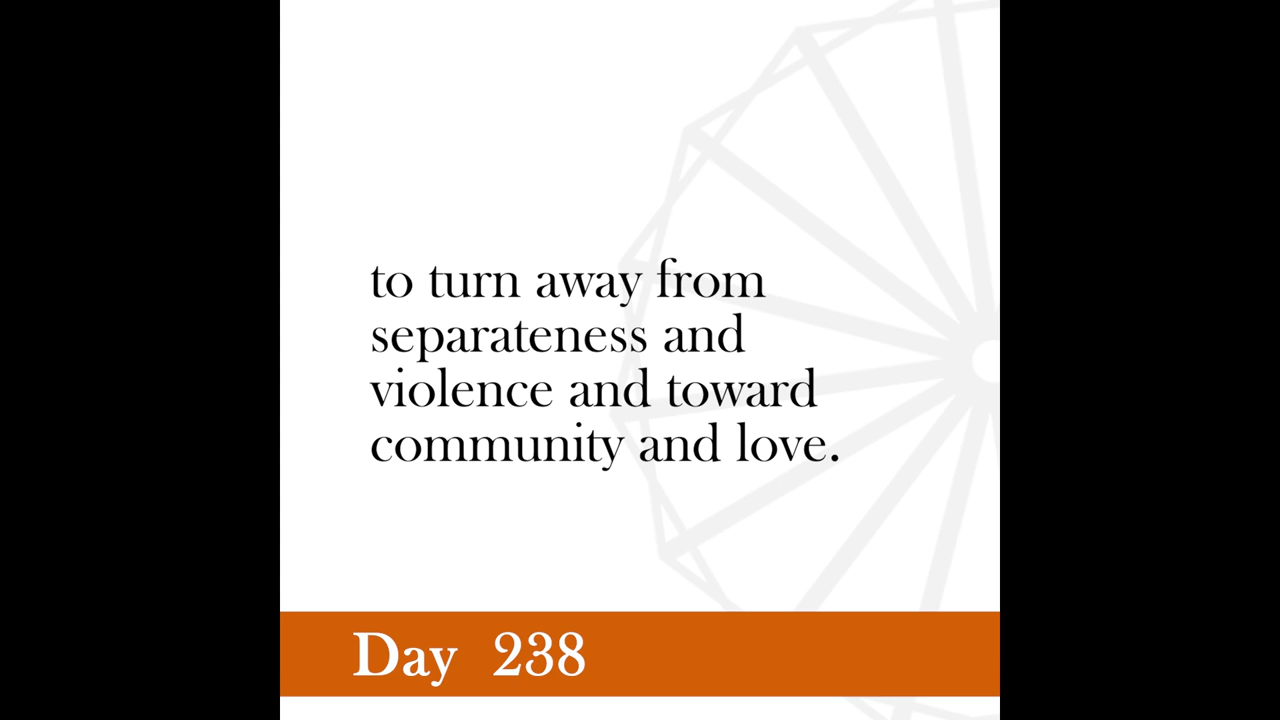 to turn away from
separateness and
violence and toward
community and love.
Day 238